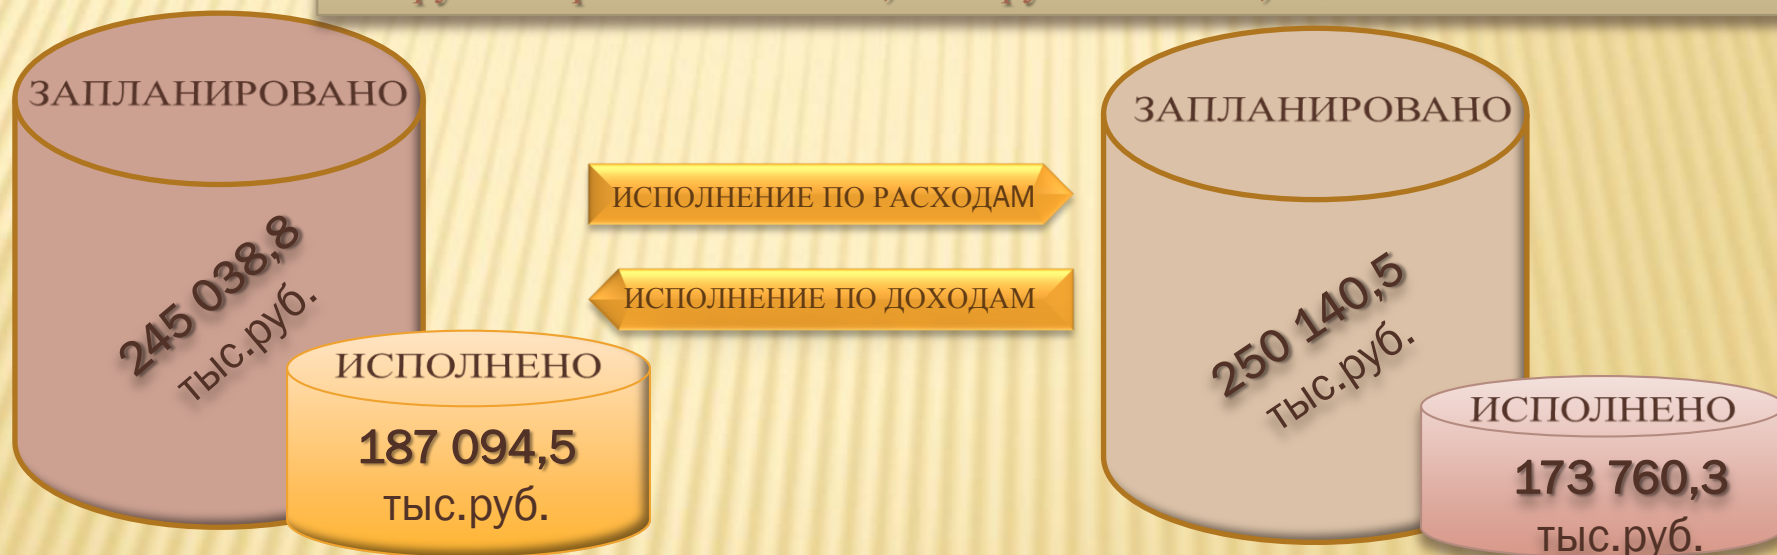 ЗАПЛАНИРОВАНО
245 038,8
тыс.руб.
ИСПОЛНЕНО
187 094,5
тыс.руб.
ИСПОЛНЕНИЕ ПО РАСХОДАМ
ИСПОЛНЕНИЕ ПО ДОХОДАМ
ЗАПЛАНИРОВАНО
250 140,5
тыс.руб.
ИСПОЛНЕНО
173 760,3
тыс.руб.